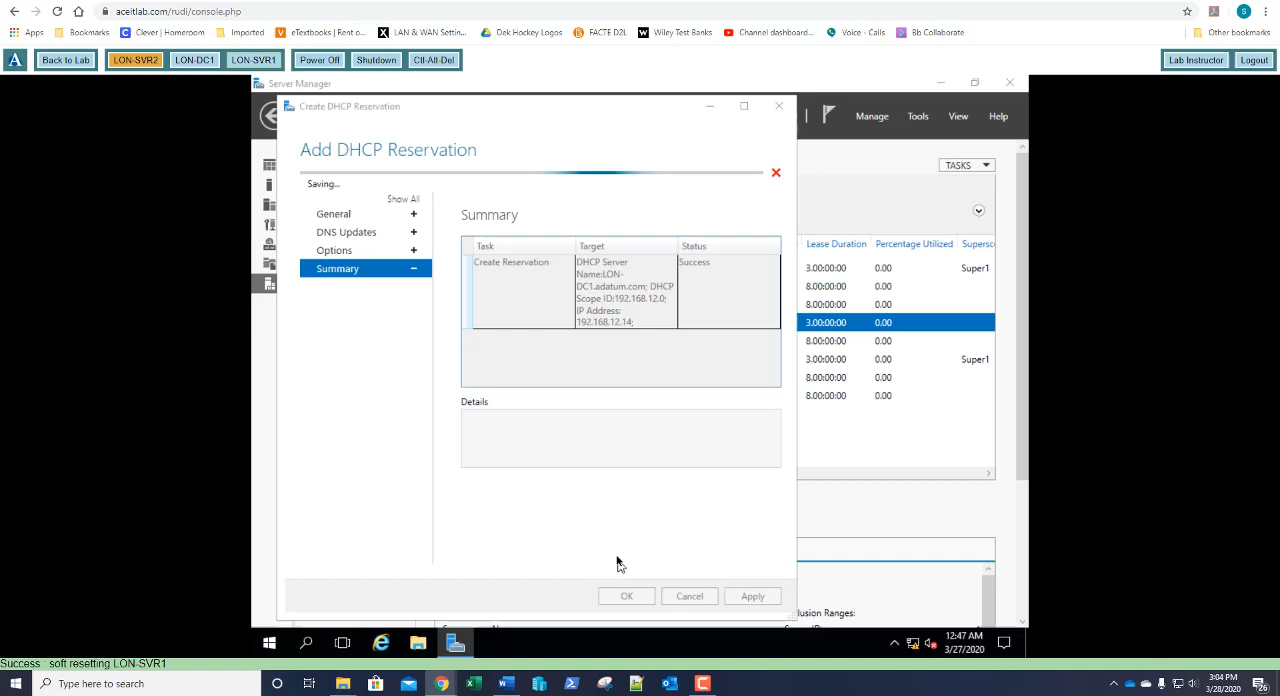 aceitlab.com/rudi/console.php
S
Apps Bookmarks Clever | Homeroom Imported eTextbooks | Rent o... LAN & WAN Settin... Dek Hockey Logos FACTE D2L Wiley Test Banks Channel dashboard... Voice - Calls Bb Collaborate Other bookmarks
A Back to Lab LON-SVR2 LON-DC1 LON-SVR1 Power Off Shutdown Ctl-Alt-Del Lab Instructor Logout
Server Manager
Create DHCP Reservation
Manage Tools View Help
Add DHCP Reservation
TASKS
Saving...
Show All
General
DNS Updates
Options
Summary
Summary
Task Target Status
Create Reservation DHCP Server Success
Name:LON-
DC1.adatum.com; DHCP
Scope ID:192.168.12.0;
IP Address:
192.168.12.14;
Details
OK Cancel Apply
Lease Duration Percentage Utilized Supersc
3.00:00:00 0.00 Super1
8.00:00:00 0.00
8.00:00:00 0.00
3.00:00:00 0.00
8.00:00:00 0.00
3.00:00:00 0.00 Super1
8.00:00:00 0.00
8.00:00:00 0.00
lusion Ranges:
12:47 AM
3/27/2020
Success : soft resetting LON-SVR1
Type here to search
3:04 PM
3/28/2020
26